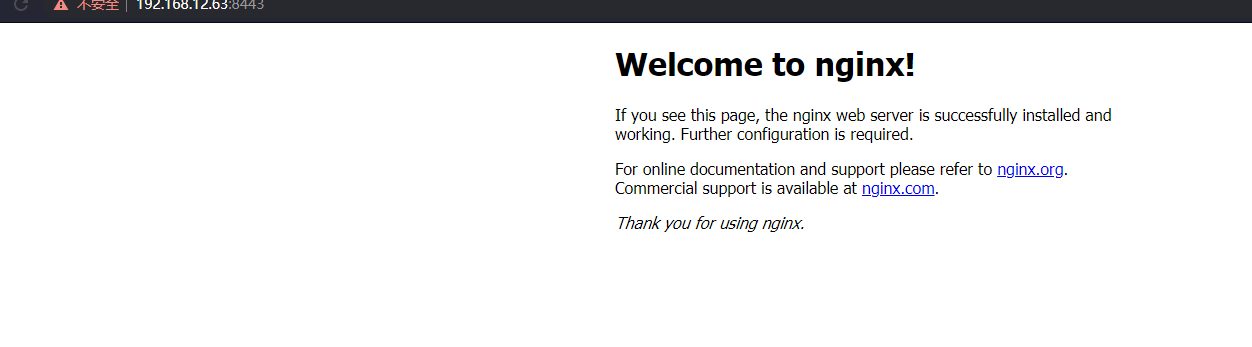 不安全 192.168.12.63:8443
Welcome to nginx!
If you see this page, the nginx web server is successfully installed and
working. Further configuration is required.
For online documentation and support please refer to nginx.org.
Commercial support is available at nginx.com.
Thank you for using nginx.